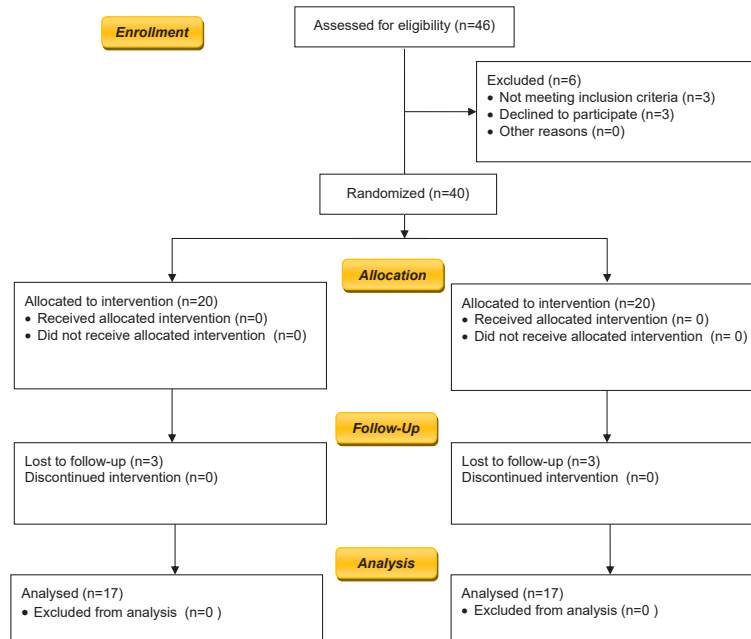 Enrollment
Assessed for eligibility (n=46)
Excluded (n=6)
• Not meeting inclusion criteria (n=3)
• Declined to participate (n=3)
• Other reasons (n=0)
Randomized (n=40)
Allocation
Allocated to intervention (n=20)
• Received allocated intervention (n=0)
• Did not receive allocated intervention (n=0)
Allocated to intervention (n=20)
• Received allocated intervention (n= 0)
• Did not receive allocated intervention (n= 0)
Follow-Up
Lost to follow-up (n=3)
Discontinued intervention (n=0)
Lost to follow-up (n=3)
Discontinued intervention (n=0)
Analysis
Analysed (n=17)
• Excluded from analysis (n=0 )
Analysed (n=17)
• Excluded from analysis (n=0 )